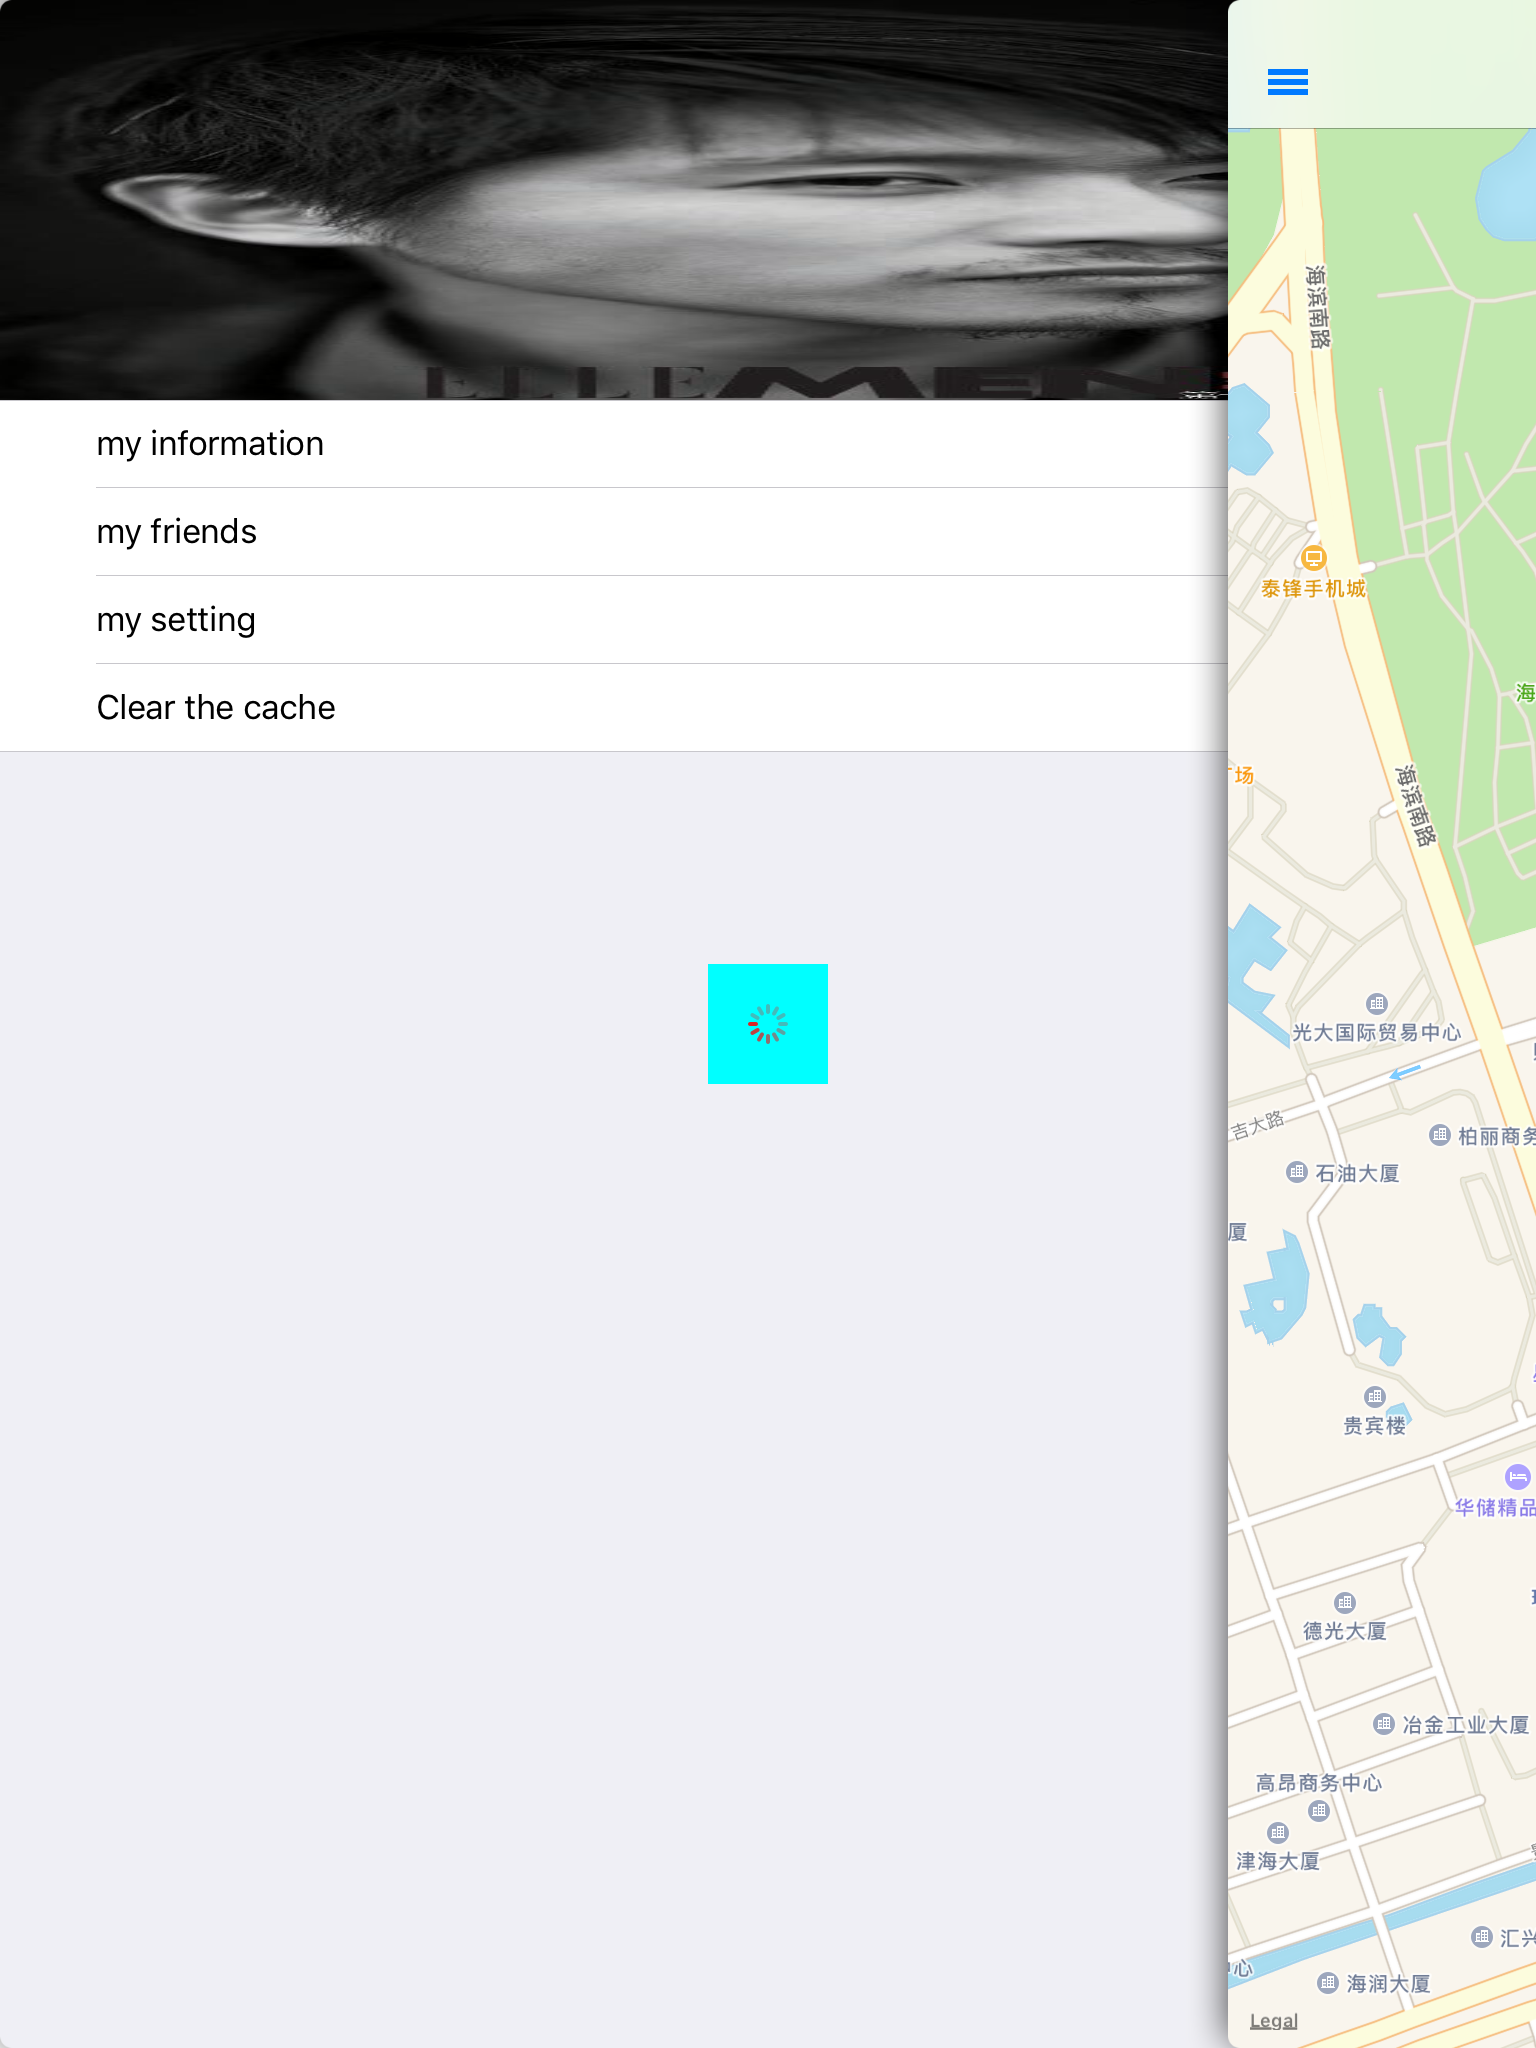 ELLEMEN
my information
my friends
my setting
Clear the cache
海滨南路
泰锋手机城
海
场
海滨南路
光大国际贸易中心
吉大路
柏丽商务
石油大厦
厦
贵宾楼
华储精品
德光大厦
冶金工业大厦
高昂商务中心
津海大厦
汇兴
心
海润大厦
Legal